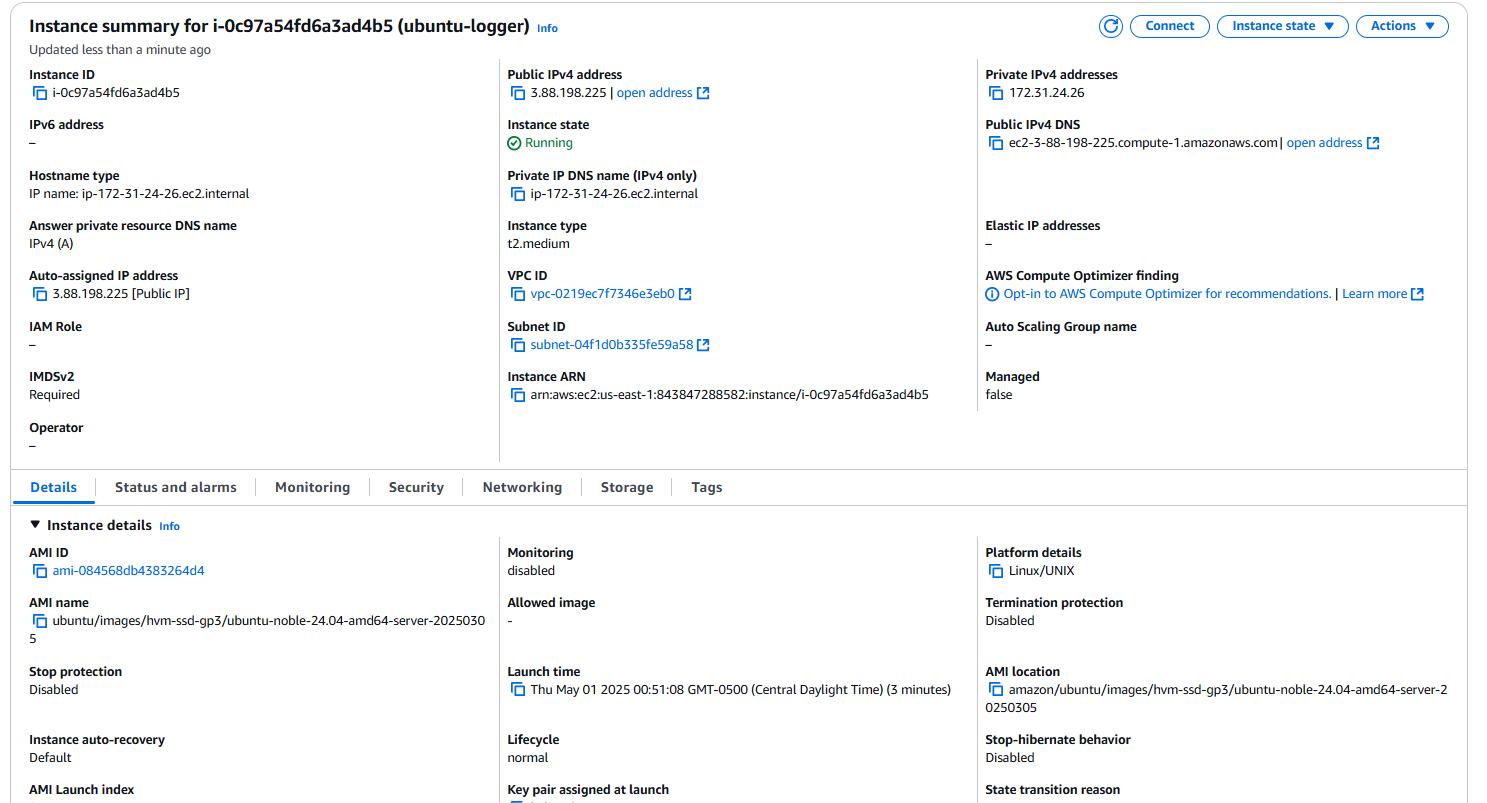 Instance summary for i-0c97a54fd6a3ad4b5 (ubuntu-logger) Info
Connect
Instance state
Actions
Updated less than a minute ago
Instance ID
i-0c97a54fd6a3ad4b5
Public IPv4 address
3.88.198.225 | open address
Private IPv4 addresses
172.31.24.26
IPv6 address
–
Instance state
Running
Public IPv4 DNS
ec2-3-88-198-225.compute-1.amazonaws.com | open address
Hostname type
IP name: ip-172-31-24-26.ec2.internal
Private IP DNS name (IPv4 only)
ip-172-31-24-26.ec2.internal
Answer private resource DNS name
IPv4 (A)
Instance type
t2.medium
Elastic IP addresses
–
Auto-assigned IP address
3.88.198.225 [Public IP]
VPC ID
vpc-0219ec7f7346e3eb0
AWS Compute Optimizer finding
Opt-in to AWS Compute Optimizer for recommendations. | Learn more
IAM Role
–
Subnet ID
subnet-04f1d0b335fe59a58
Auto Scaling Group name
–
IMDSv2
Required
Instance ARN
arn:aws:ec2:us-east-1:843847288582:instance/i-0c97a54fd6a3ad4b5
Managed
false
Operator
–
Details
Status and alarms
Monitoring
Security
Networking
Storage
Tags
Instance details Info
AMI ID
ami-084568db4383264d4
Monitoring
disabled
Platform details
Linux/UNIX
AMI name
ubuntu/images/hvm-ssd-gp3/ubuntu-noble-24.04-amd64-server-2025030
5
Allowed image
-
Termination protection
Disabled
Stop protection
Disabled
Launch time
Thu May 01 2025 00:51:08 GMT-0500 (Central Daylight Time) (3 minutes)
AMI location
amazon/ubuntu/images/hvm-ssd-gp3/ubuntu-noble-24.04-amd64-server-2
0250305
Instance auto-recovery
Default
Lifecycle
normal
Stop-hibernate behavior
Disabled
AMI Launch index
Key pair assigned at launch
State transition reason